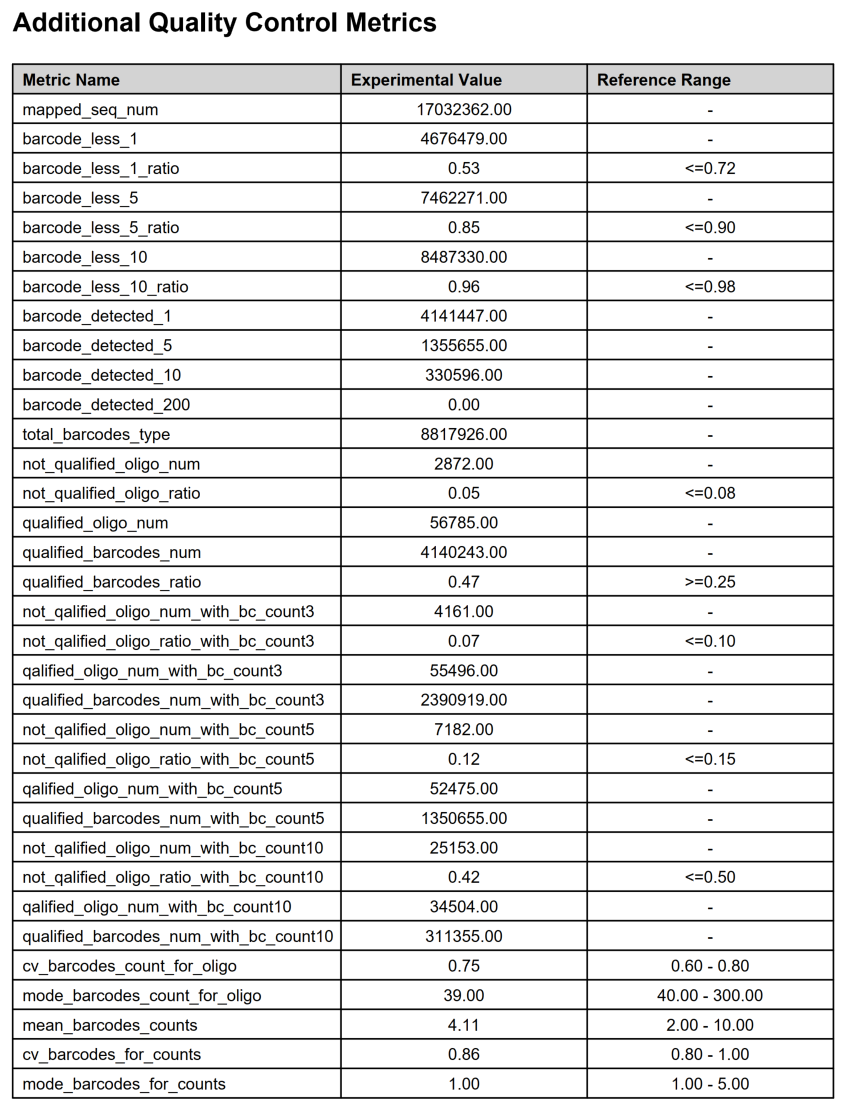 Additional Quality Control Metrics
Metric Name Experimental Value Reference Range
mapped_seq_num 17032362.00 -
barcode_less_1 4676479.00 -
barcode_less_1_ratio 0.53 <=0.72
barcode_less_5 7462271.00 -
barcode_less_5_ratio 0.85 <=0.90
barcode_less_10 8487330.00 -
barcode_less_10_ratio 0.96 <=0.98
barcode_detected_1 4141447.00 -
barcode_detected_5 1355655.00 -
barcode_detected_10 330596.00 -
barcode_detected_200 0.00 -
total_barcodes_type 8817926.00 -
not_qualified_oligo_num 2872.00 -
not_qualified_oligo_ratio 0.05 <=0.08
qualified_oligo_num 56785.00 -
qualified_barcodes_num 4140243.00 -
qualified_barcodes_ratio 0.47 >=0.25
not_qalified_oligo_num_with_bc_count3 4161.00 -
not_qalified_oligo_ratio_with_bc_count3 0.07 <=0.10
qalified_oligo_num_with_bc_count3 55496.00 -
qualified_barcodes_num_with_bc_count3 2390919.00 -
not_qalified_oligo_num_with_bc_count5 7182.00 -
not_qalified_oligo_ratio_with_bc_count5 0.12 <=0.15
qalified_oligo_num_with_bc_count5 52475.00 -
qualified_barcodes_num_with_bc_count5 1350655.00 -
not_qalified_oligo_num_with_bc_count10 25153.00 -
not_qalified_oligo_ratio_with_bc_count10 0.42 <=0.50
qalified_oligo_num_with_bc_count10 34504.00 -
qualified_barcodes_num_with_bc_count10 311355.00 -
cv_barcodes_count_for_oligo 0.75 0.60 - 0.80
mode_barcodes_count_for_oligo 39.00 40.00 - 300.00
mean_barcodes_counts 4.11 2.00 - 10.00
cv_barcodes_for_counts 0.86 0.80 - 1.00
mode_barcodes_for_counts 1.00 1.00 - 5.00